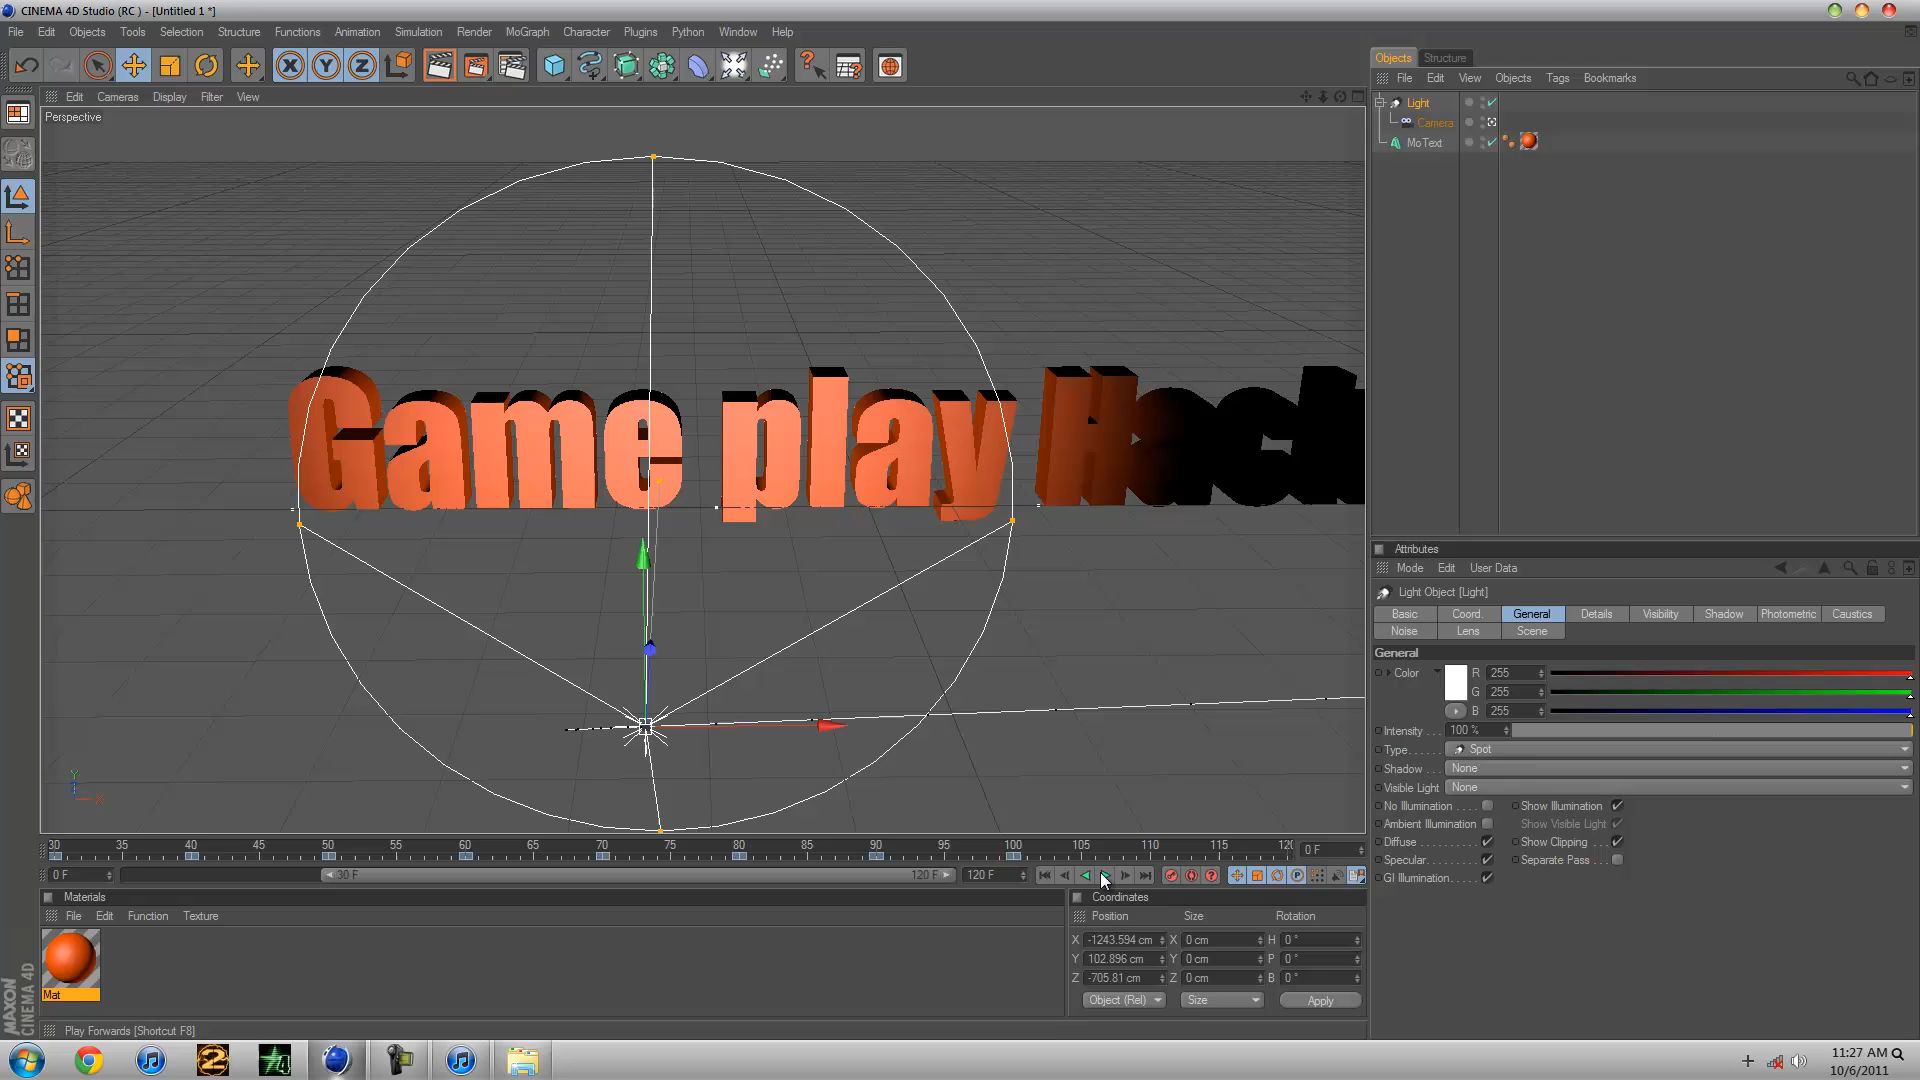 CINEMA 4D Studio (RC ) - [Untitled 1 *]
File Edit Objects Tools Selection Structure Functions Animation Simulation Render MoGraph Character Plugins Python Window Help
Edit Cameras Display Filter View
Perspective
Game play Hack
Y
X
30 35 40 45 50 55 60 65 70 75 80 85 90 95 100 105 110 115 120 0 F
0 F 30 F 120 F 120 F
Materials
File Edit Function Texture
Mat
MAXON
CINEMA 4D
Coordinates
Position Size Rotation
X -1243.594 cm X 0 cm H 0 °
Y 102.896 cm Y 0 cm P 0 °
Z -705.81 cm Z 0 cm B 0 °
Object (Rel) Size Apply
Play Forwards [Shortcut F8]
Objects Structure
File Edit View Objects Tags Bookmarks
Light
Camera
MoText
Attributes
Mode Edit User Data
Light Object [Light]
Basic Coord. General Details Visibility Shadow Photometric Caustics
Noise Lens Scene
General
Color R 255
G 255
B 255
Intensity . . . 100 %
Type. . . . . . Spot
Shadow . . . None
Visible Light None
No Illumination . . . . Show Illumination
Ambient Illumination Show Visible Light
Diffuse . . . . . . . . . Show Clipping . .
Specular. . . . . . . . Separate Pass . . .
GI Illumination. . . . .
11:27 AM
10/6/2011